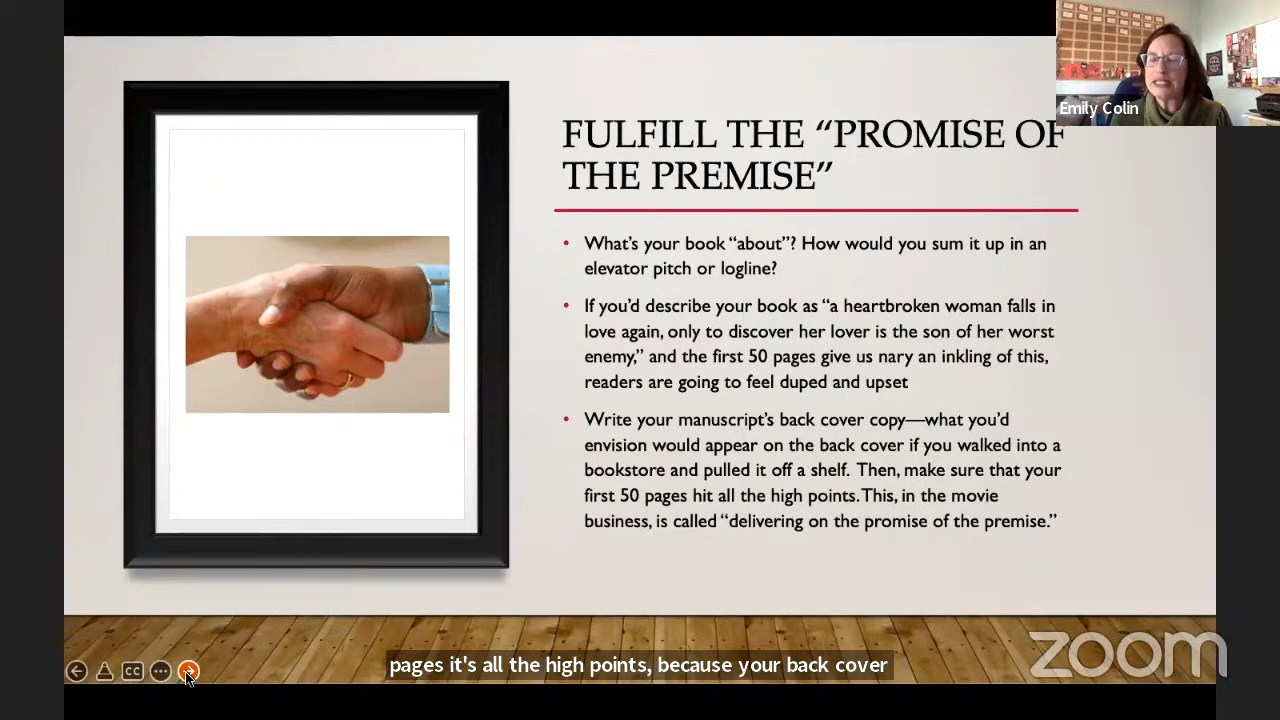 Emily Colin
FULFILL THE “PROMISE OF
THE PREMISE”
• What’s your book “about”? How would you sum it up in an
elevator pitch or logline?
• If you’d describe your book as “a heartbroken woman falls in
love again, only to discover her lover is the son of her worst
enemy,” and the first 50 pages give us nary an inkling of this,
readers are going to feel duped and upset
• Write your manuscript’s back cover copy—what you’d
envision would appear on the back cover if you walked into a
bookstore and pulled it off a shelf. Then, make sure that your
first 50 pages hit all the high points. This, in the movie
business, is called “delivering on the promise of the premise.”
CC
pages it's all the high points, because your back cover
zoom